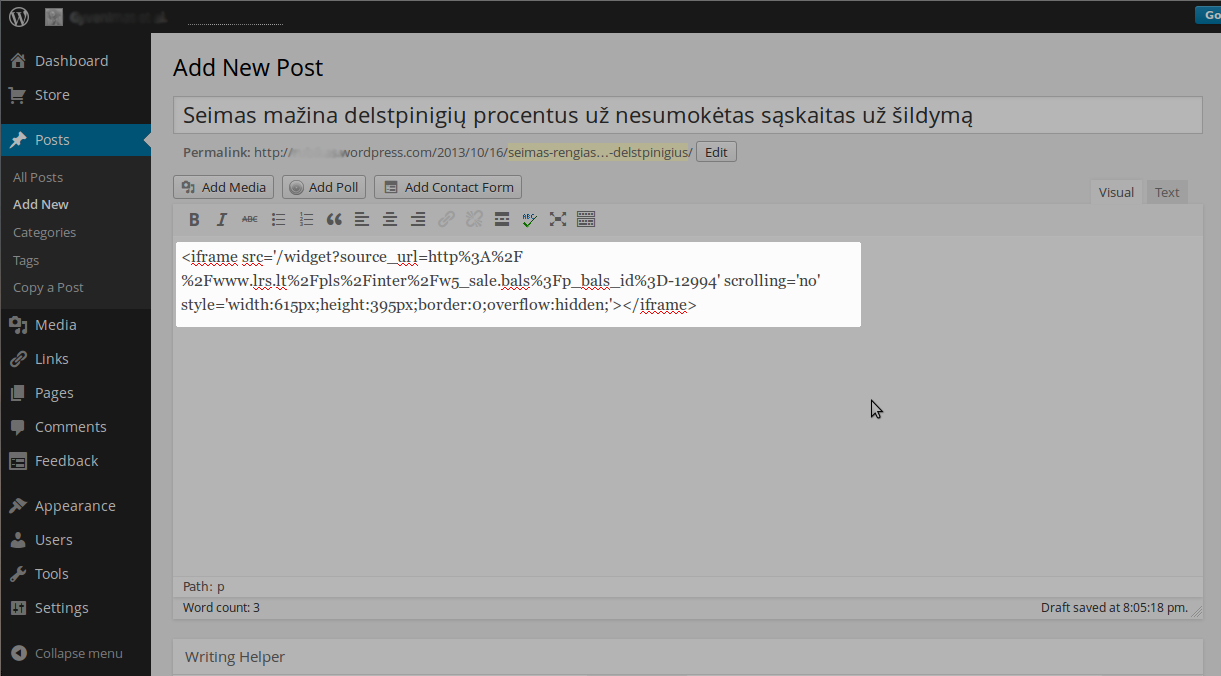 Go
Dashboard
Store
Posts
All Posts
Add New
Categories
Tags
Copy a Post
Media
Links
Pages
Comments
Feedback
Appearance
Users
Tools
Settings
Collapse menu
Add New Post
Seimas mažina delstpinigių procentus už nesumokėtas sąskaitas už šildymą
Permalink: http:// wordpress.com/2013/10/16/seimas-rengias...-delstpinigius/ Edit
Add Media Add Poll Add Contact Form
Visual Text
B I ABC ABC
<iframe src='/widget?source_url=http%3A%2F
%2Fwww.lrs.lt%2Fpls%2Finter%2Fw5_sale.bals%3Fp_bals_id%3D-12994' scrolling='no'
style='width:615px;height:395px;border:0;overflow:hidden;'></iframe>
Path: p
Word count: 3 Draft saved at 8:05:18 pm.
Writing Helper